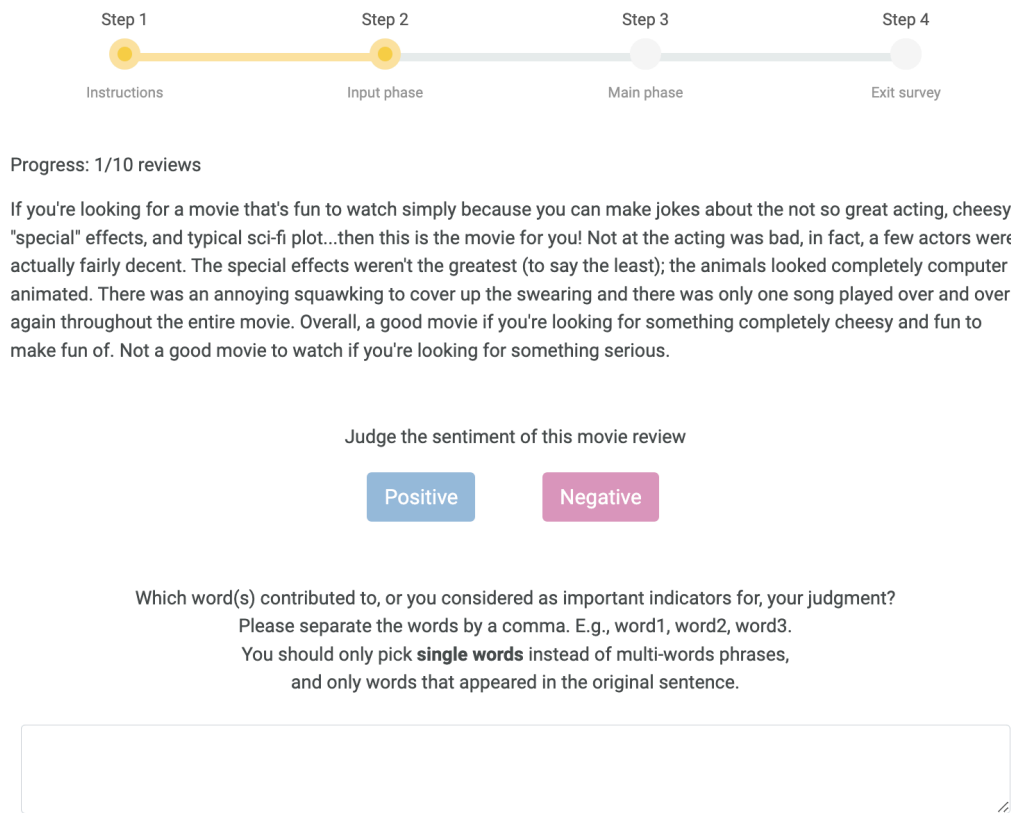 Step 1
Step 2
Step 3
Step 4
Instructions
Input phase
Main phase
Exit survey
Progress: 1/10 reviews
If you're looking for a movie that's fun to watch simply because you can make jokes about the not so great acting, cheesy
"special" effects, and typical sci-fi plot...then this is the movie for you! Not at the acting was bad, in fact, a few actors were
actually fairly decent. The special effects weren't the greatest (to say the least); the animals looked completely computer
animated. There was an annoying squawking to cover up the swearing and there was only one song played over and over
again throughout the entire movie. Overall, a good movie if you're looking for something completely cheesy and fun to
make fun of. Not a good movie to watch if you're looking for something serious.
Judge the sentiment of this movie review
Positive
Negative
Which word(s) contributed to, or you considered as important indicators for, your judgment?
Please separate the words by a comma. E.g., word1, word2, word3.
You should only pick single words instead of multi-words phrases,
and only words that appeared in the original sentence.